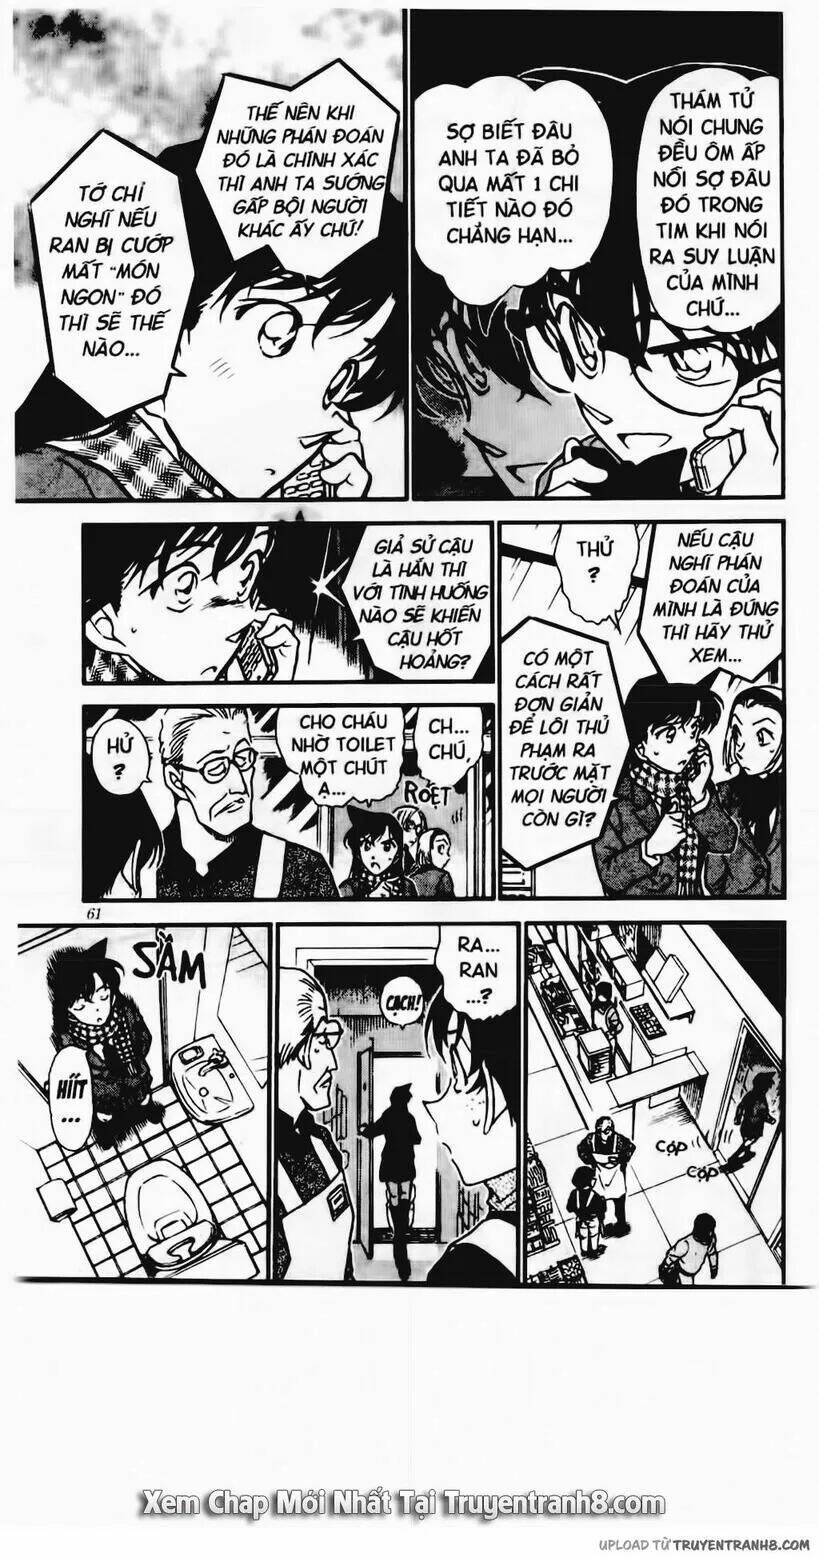 THÁM TỬ
NÓI CHUNG
ĐỀU ÔM ẤP
NỖI SỢ ĐÂU
ĐÓ TRONG
TIM KHI NÓI
RA SUY LUẬN
CỦA MÌNH
CHỨ...
SỢ BIẾT ĐÂU
ANH TA ĐÃ BỎ
QUA MẤT 1 CHI
TIẾT NÀO ĐÓ
CHẲNG HẠN...
THẾ NÊN KHI
NHỮNG PHÁN ĐOÁN
ĐÓ LÀ CHÍNH XÁC
THÌ ANH TA SƯỚNG
GẤP BỘI NGƯỜI
KHÁC ẤY CHỨ!
TỚ CHỈ
NGHĨ NẾU
RAN BỊ CƯỚP
MẤT "MÓN
NGON" ĐÓ
THÌ SẼ THẾ
NÀO...
NẾU CẬU
NGHĨ PHÁN
ĐOÁN CỦA
MÌNH LÀ ĐÚNG
THÌ HÃY THỬ
XEM...
THỬ
?
CÓ MỘT
CÁCH RẤT
ĐƠN GIẢN
ĐỂ LÔI THỦ
PHẠM RA
TRƯỚC MẶT
MỌI NGƯỜI
CÒN GÌ?
GIẢ SỬ CẬU
LÀ HẮN THÌ
VỚI TÌNH HUỐNG
NÀO SẼ KHIẾN
CẬU HỐT
HOẢNG?
CH...
CHÚ,
CHO CHÁU
NHỜ TOILET
MỘT CHÚT
Ạ...
ROẸT
HỬ
?
61
CỘP
CỘP
RA...
RAN
...?
CẠCH!
SẦM
HIÍT
...
Xem Chap Mới Nhất Tại Truyentranh8.com
UPLOAD TỪ TRUYENTRANH8.COM